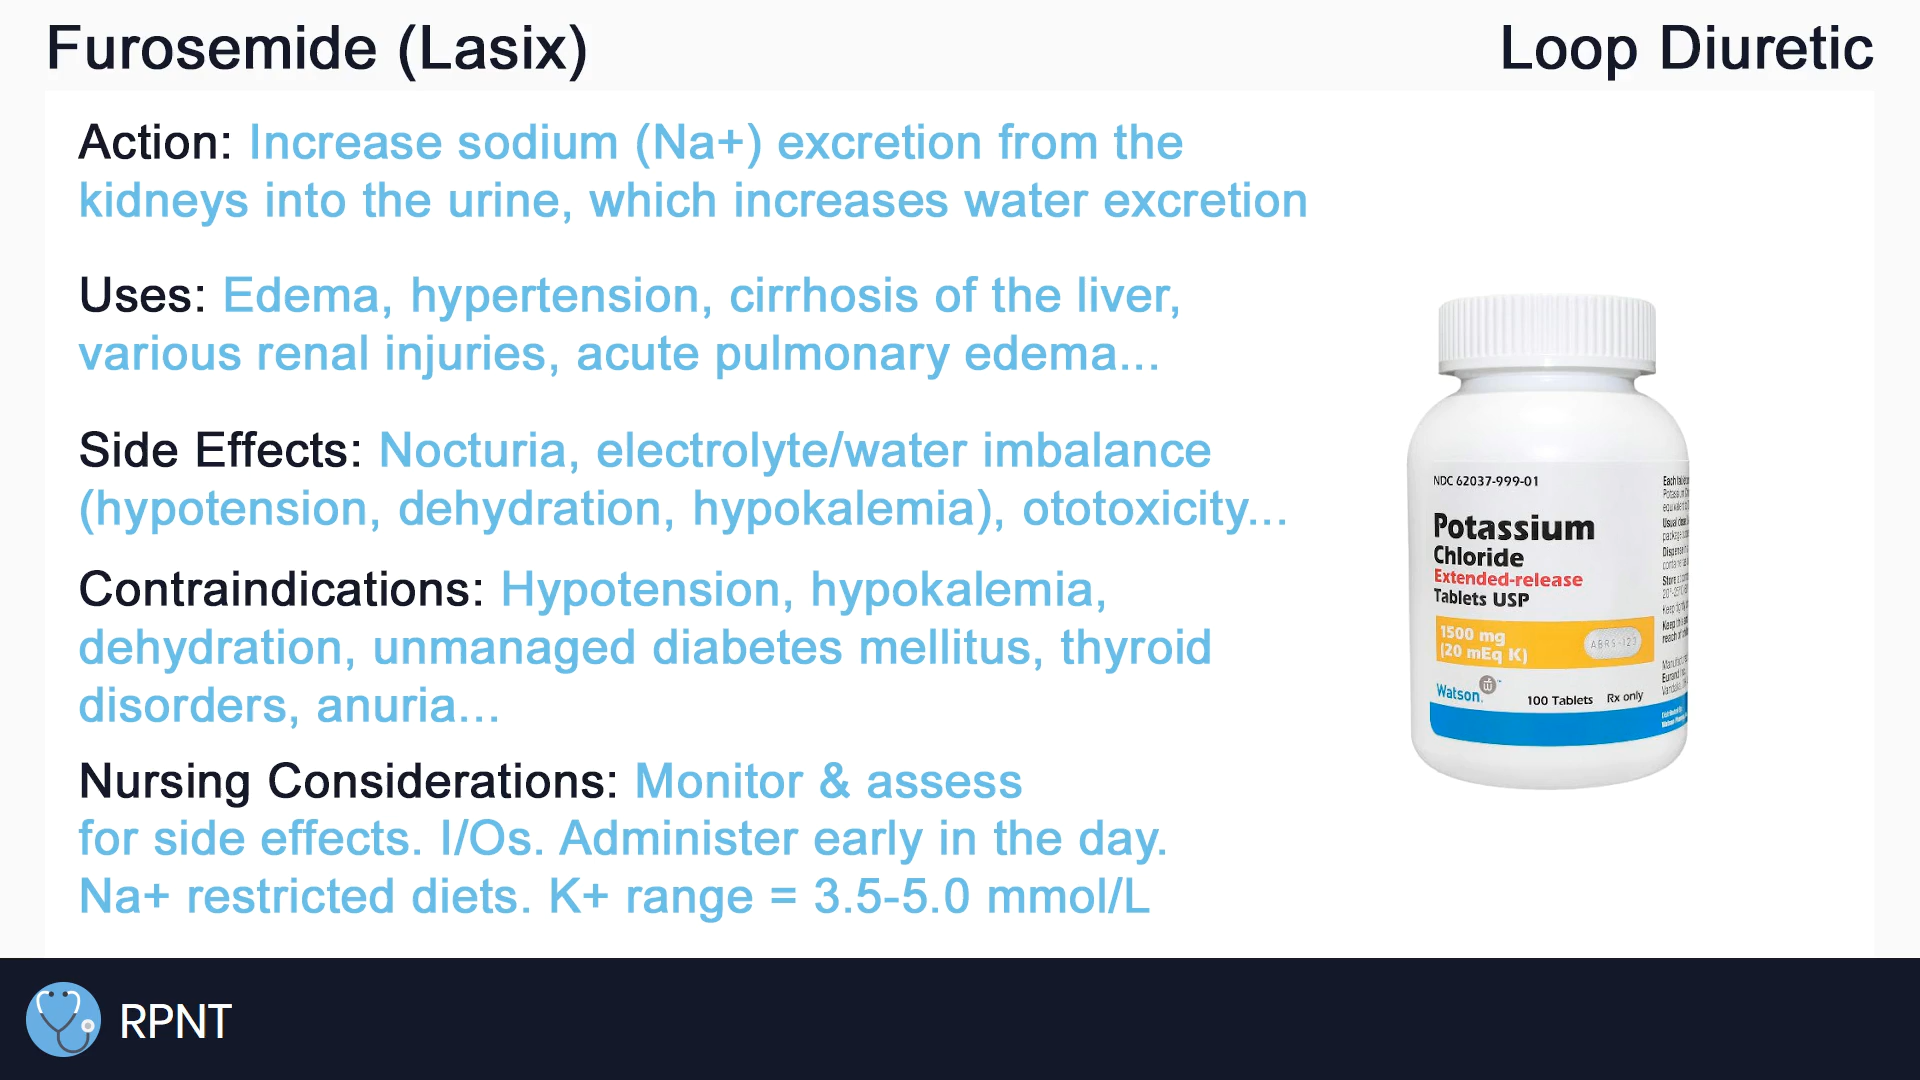 Furosemide (Lasix)
Loop Diuretic
Action: Increase sodium (Na+) excretion from the
kidneys into the urine, which increases water excretion
Uses: Edema, hypertension, cirrhosis of the liver,
various renal injuries, acute pulmonary edema...
Side Effects: Nocturia, electrolyte/water imbalance
(hypotension, dehydration, hypokalemia), ototoxicity...
Contraindications: Hypotension, hypokalemia,
dehydration, unmanaged diabetes mellitus, thyroid
disorders, anuria...
Nursing Considerations: Monitor & assess
for side effects. I/Os. Administer early in the day.
Na+ restricted diets. K+ range = 3.5-5.0 mmol/L
NDC 62037-999-01
Potassium
Chloride
Extended-release
Tablets USP
1500 mg
(20 mEq K)
Watson
100 Tablets Rx only
RPNT